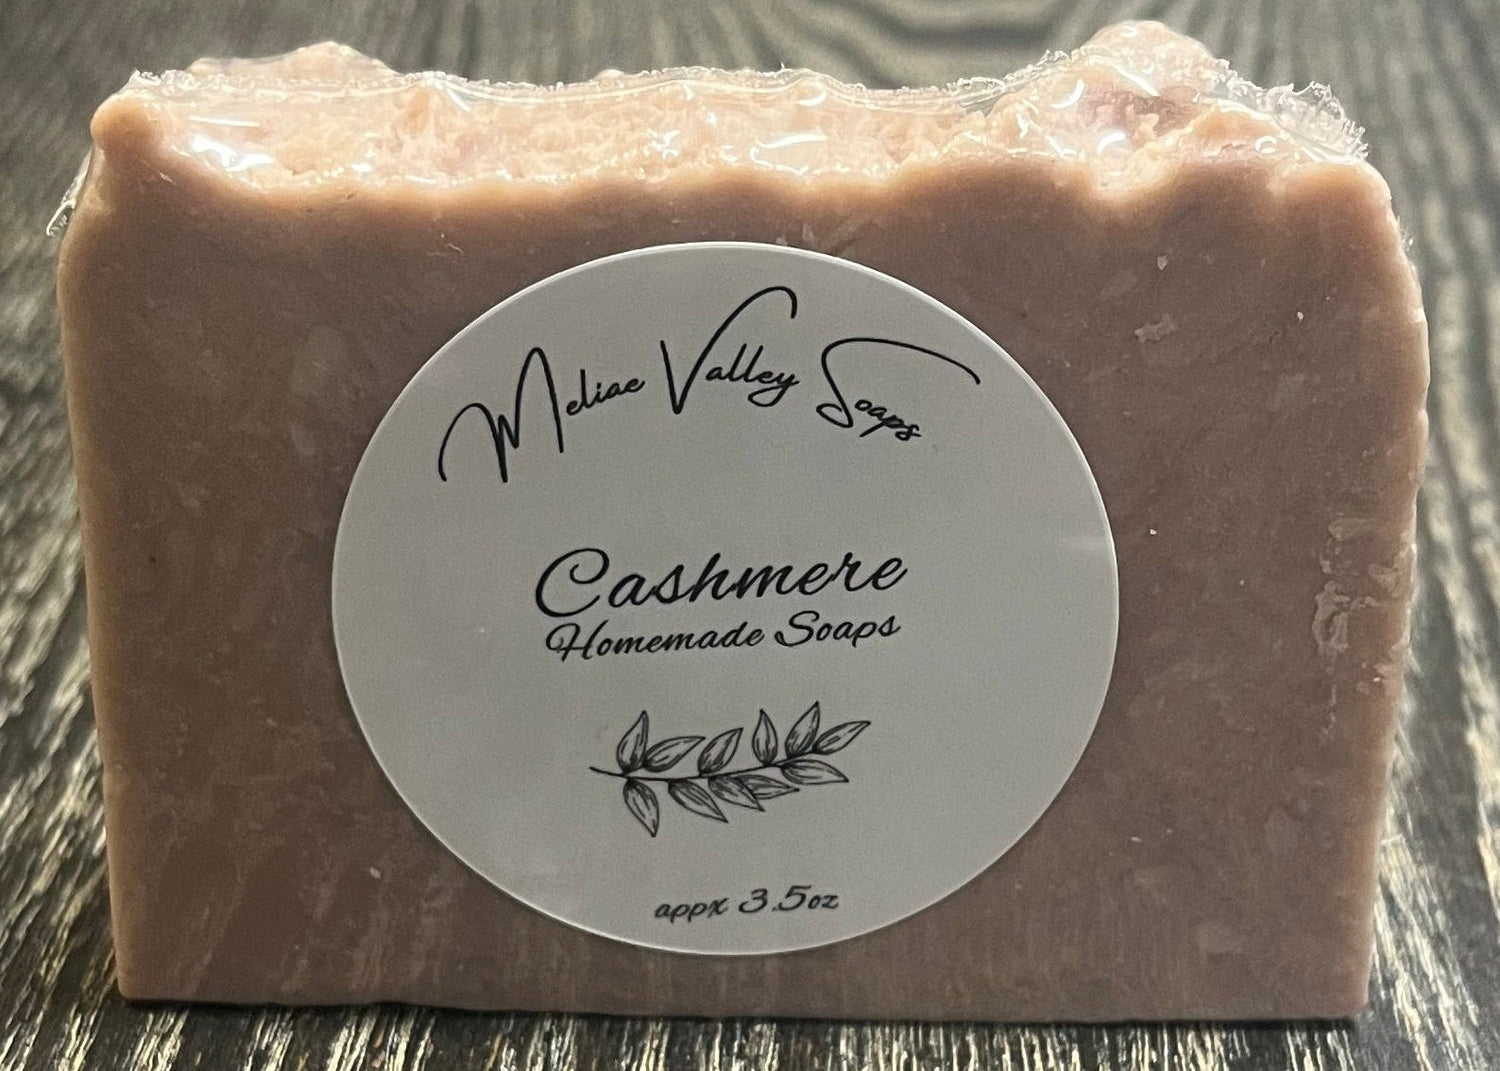 Meliae Valley Soaps
Cashmere
Homemade Soaps
appx 3.5oz